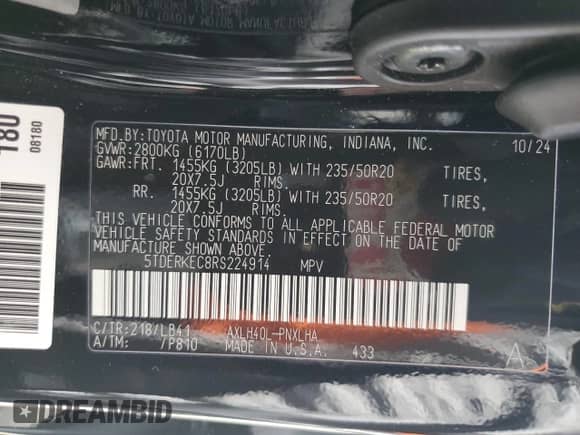 180
08180
MFD.BY:TOYOTA MOTOR MANUFACTURING, INDIANA, INC. 10/24
GVWR:2800KG (6170LB)
GAWR:FRT. 1455KG (3205LB) WITH 235/50R20 TIRES,
20X7.5J RIMS.
RR. 1455KG (3205LB) WITH 235/50R20 TIRES,
20X7.5J RIMS.
THIS VEHICLE CONFORMS TO ALL APPLICABLE FEDERAL MOTOR
VEHICLE SAFETY STANDARDS IN EFFECT ON THE DATE OF
MANUFACTURE SHOWN ABOVE.
5TDERKEC8RS224914 MPV
C/TR:218/LB41 AXLH40L-PNXLHA
A/TM: /P810 MADE IN U.S.A. 433 A
DREAMBID